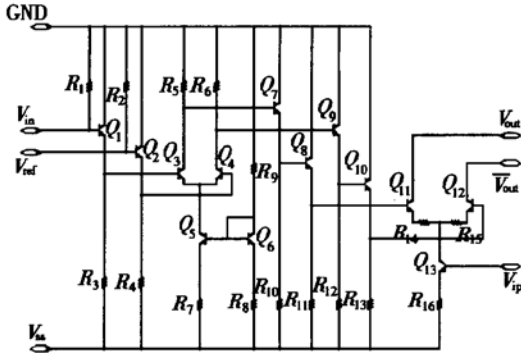 GND
R1
R2
R5
R6
Q7
Vin
Q1
Q9
Vout
Vref
Q2
Q3
Q4
Q8
R9
Q10
Q11
Q12
V̅out
Q5
Q6
R14
R15
Q13
R3
R4
R7
R8
R10
R11
R12
R13
R16
Vip
Vss